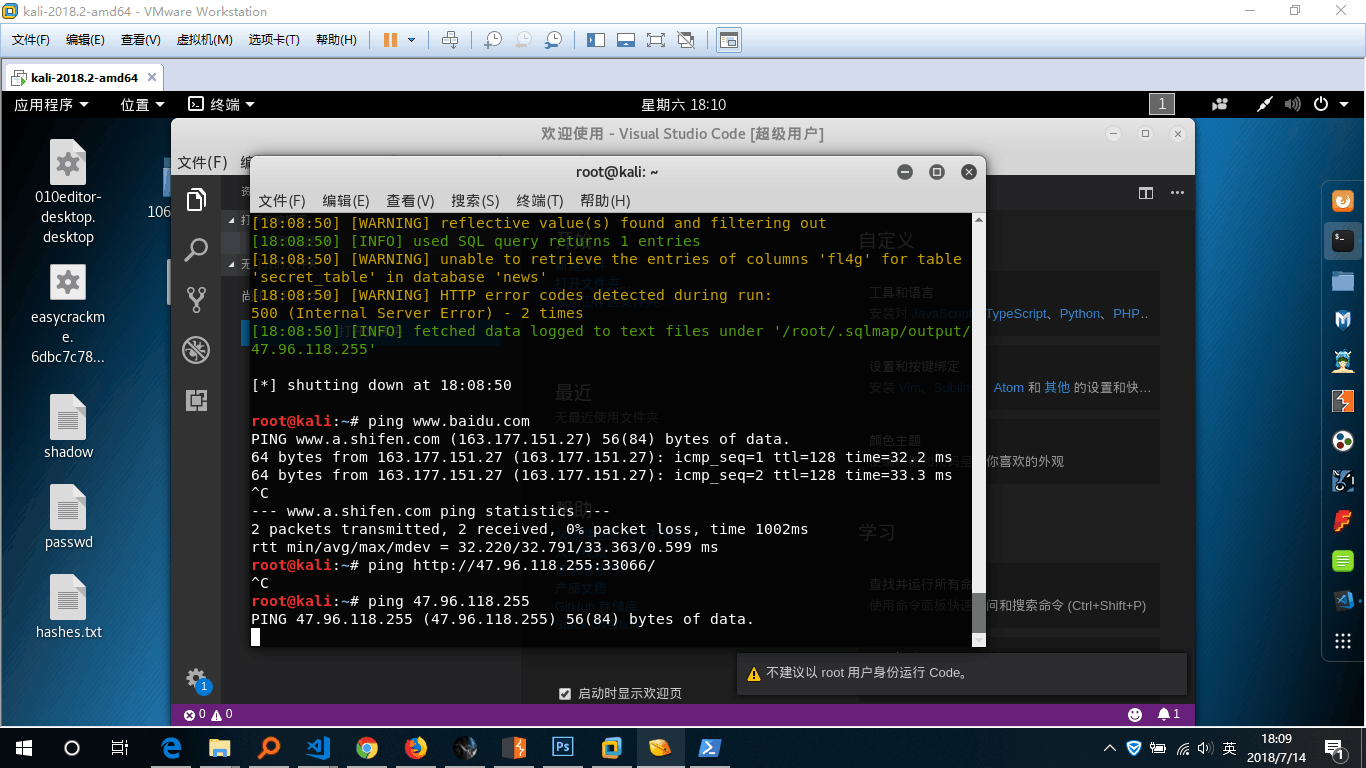 kali-2018.2-amd64 - VMware Workstation
文件(F) 编辑(E) 查看(V) 虚拟机(M) 选项卡(T) 帮助(H)
kali-2018.2-amd64
应用程序 位置 终端 星期六 18:10 1
欢迎使用 - Visual Studio Code [超级用户]
文件(F)
010editor-
desktop.
desktop
106
easycrackm
e.
6dbc7c78...
shadow
passwd
hashes.txt
root@kali: ~
文件(F) 编辑(E) 查看(V) 搜索(S) 终端(T) 帮助(H)
[18:08:50] [WARNING] reflective value(s) found and filtering out
[18:08:50] [INFO] used SQL query returns 1 entries
[18:08:50] [WARNING] unable to retrieve the entries of columns 'fl4g' for table
'secret_table' in database 'news'
[18:08:50] [WARNING] HTTP error codes detected during run:
500 (Internal Server Error) - 2 times
[18:08:50] [INFO] fetched data logged to text files under '/root/.sqlmap/output/
47.96.118.255'
[*] shutting down at 18:08:50
root@kali:~# ping www.baidu.com
PING www.a.shifen.com (163.177.151.27) 56(84) bytes of data.
64 bytes from 163.177.151.27 (163.177.151.27): icmp_seq=1 ttl=128 time=32.2 ms
64 bytes from 163.177.151.27 (163.177.151.27): icmp_seq=2 ttl=128 time=33.3 ms
^C
--- www.a.shifen.com ping statistics ---
2 packets transmitted, 2 received, 0% packet loss, time 1002ms
rtt min/avg/max/mdev = 32.220/32.791/33.363/0.599 ms
root@kali:~# ping http://47.96.118.255:33066/
^C
root@kali:~# ping 47.96.118.255
PING 47.96.118.255 (47.96.118.255) 56(84) bytes of data.
自定义
工具和语言
安装对 JavaScript、TypeScript、Python、PHP…
设置和按键绑定
安装 Vim、Sublime、Atom 和 其他 的设置和快…
颜色主题
你喜欢的外观
最近
无最近使用文件夹
帮助
产品文档
学习
查找并运行所有命
使用命令面板快速访问和搜索命令 (Ctrl+Shift+P)
启动时显示欢迎页
不建议以 root 用户身份运行 Code。
1
0 0 1
Ps
英
18:09
2018/7/14
1